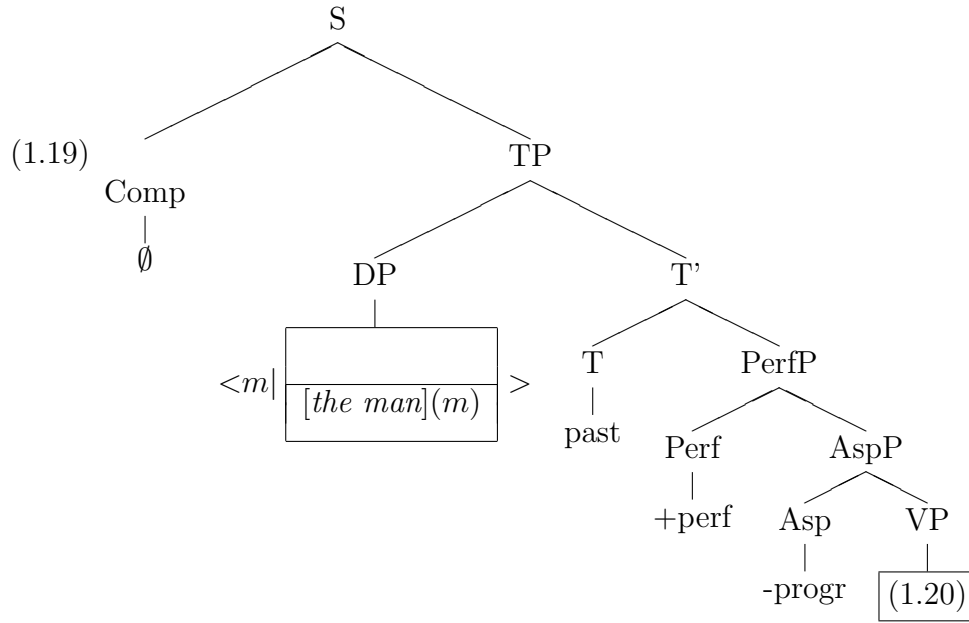 S
(1.19)
TP
Comp
∅
DP
T'
<m|
[the man](m)
>
T
PerfP
past
Perf
AspP
+perf
Asp
VP
-progr
(1.20)